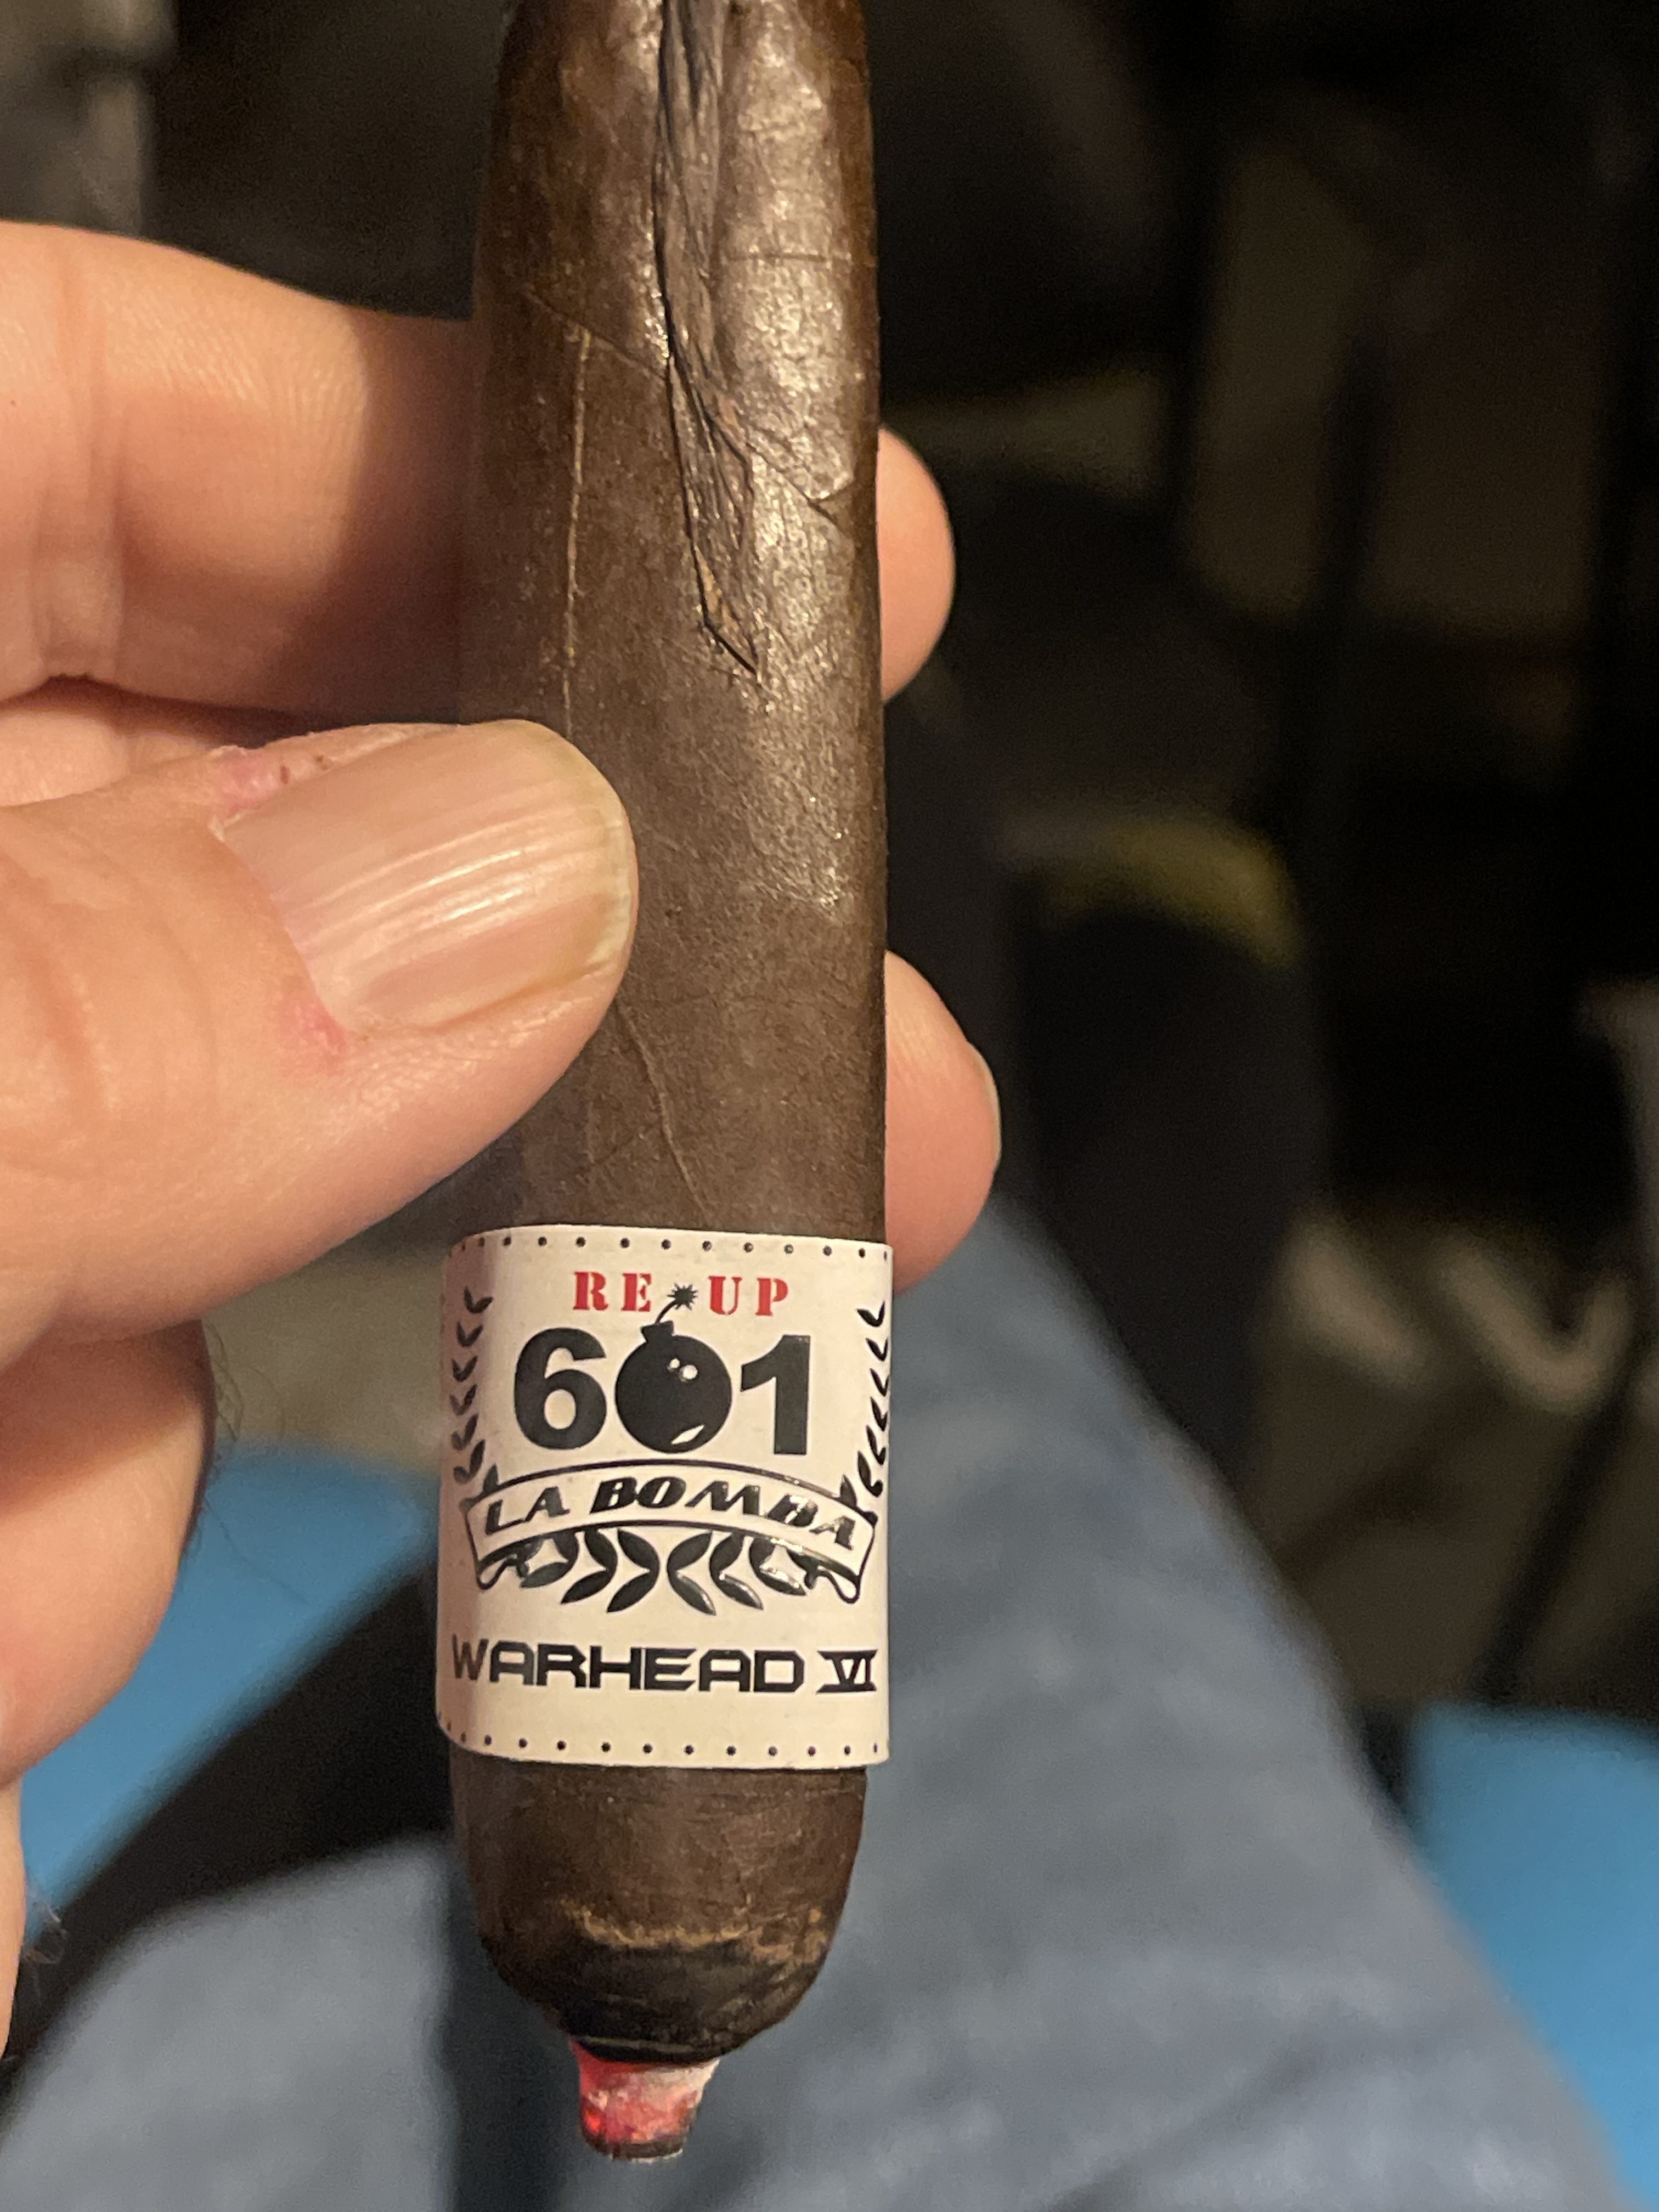 RE UP
601
LA BOMBA
WARHEAD VI